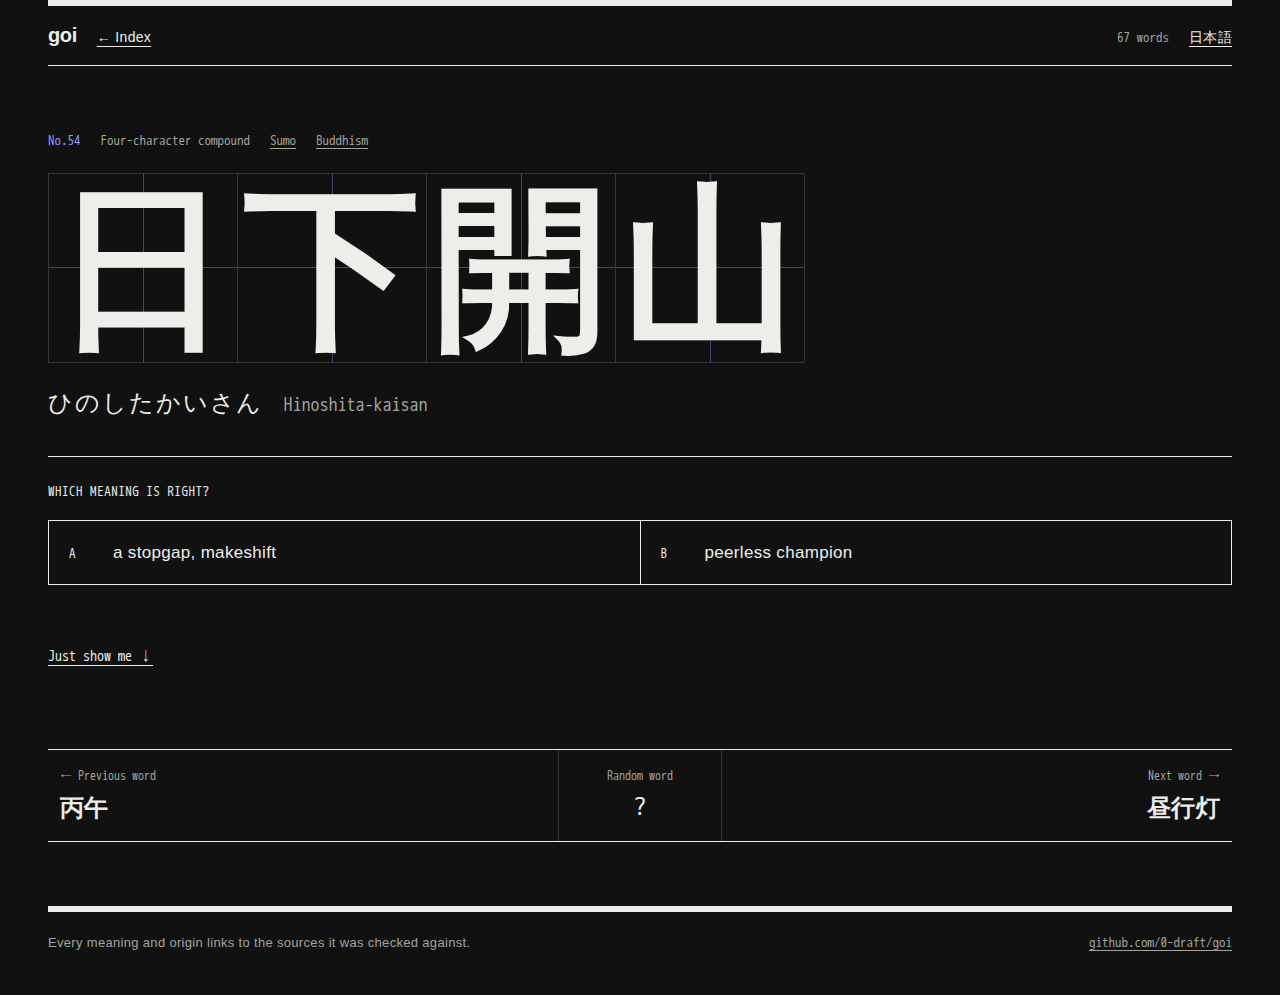 goi ← Index 67 words 日本語
No.54 Four-character compound Sumo Buddhism
日下開山
ひのしたかいさん Hinoshita-kaisan
WHICH MEANING IS RIGHT?
A a stopgap, makeshift B peerless champion
Just show me ↓
← Previous word Random word Next word →
丙午 ? 昼行灯
Every meaning and origin links to the sources it was checked against. github.com/0-draft/goi